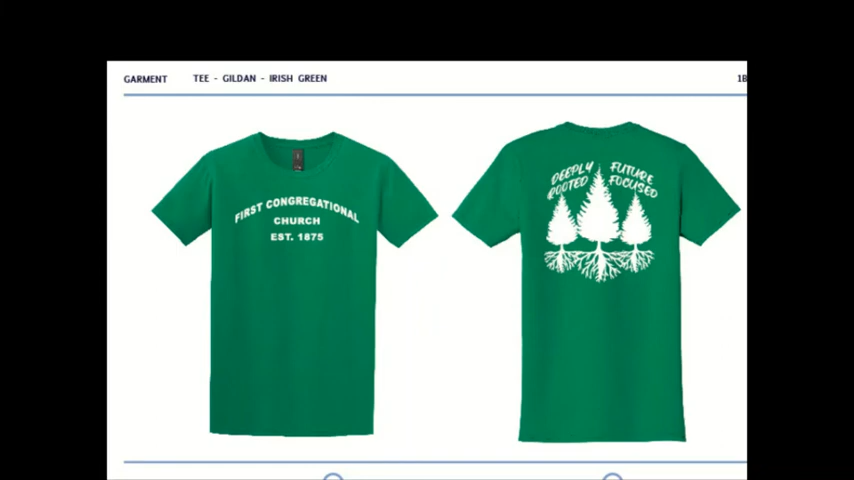 GARMENT TEE - GILDAN - IRISH GREEN
FIRST CONGREGATIONAL
CHURCH
EST. 1875
DEEPLY
ROOTED
FUTURE
FOCUSED